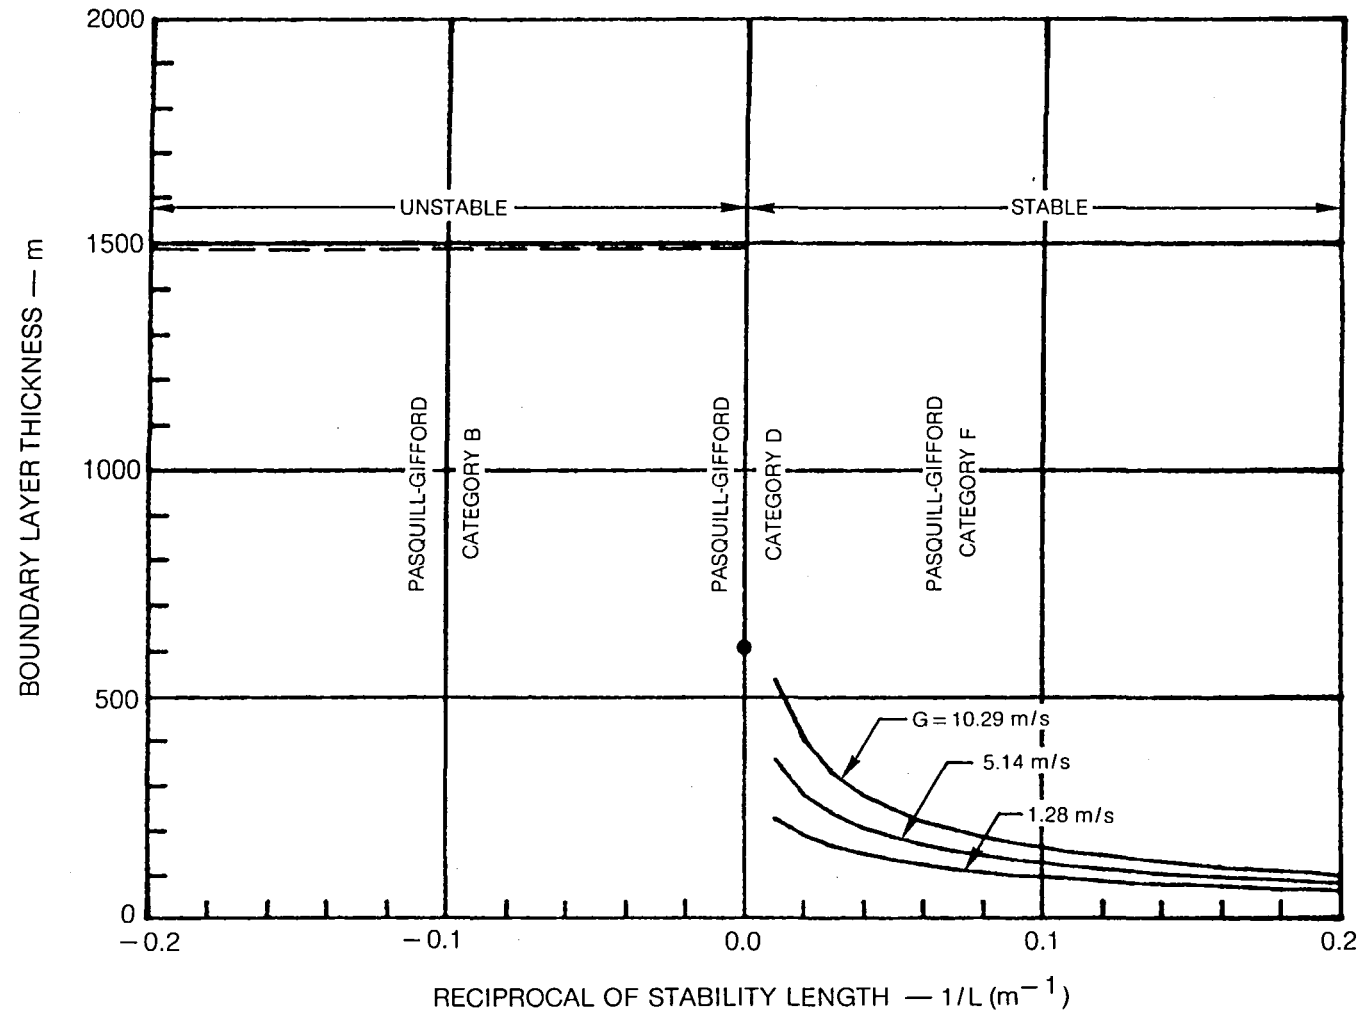 2000
UNSTABLE
STABLE
1500
BOUNDARY LAYER THICKNESS — m
PASQUILL-GIFFORD
CATEGORY B
PASQUILL-GIFFORD
CATEGORY D
PASQUILL-GIFFORD
CATEGORY F
1000
500
G = 10.29 m/s
5.14 m/s
1.28 m/s
0
−0.2
−0.1
0.0
0.1
0.2
RECIPROCAL OF STABILITY LENGTH — 1/L (m⁻¹)